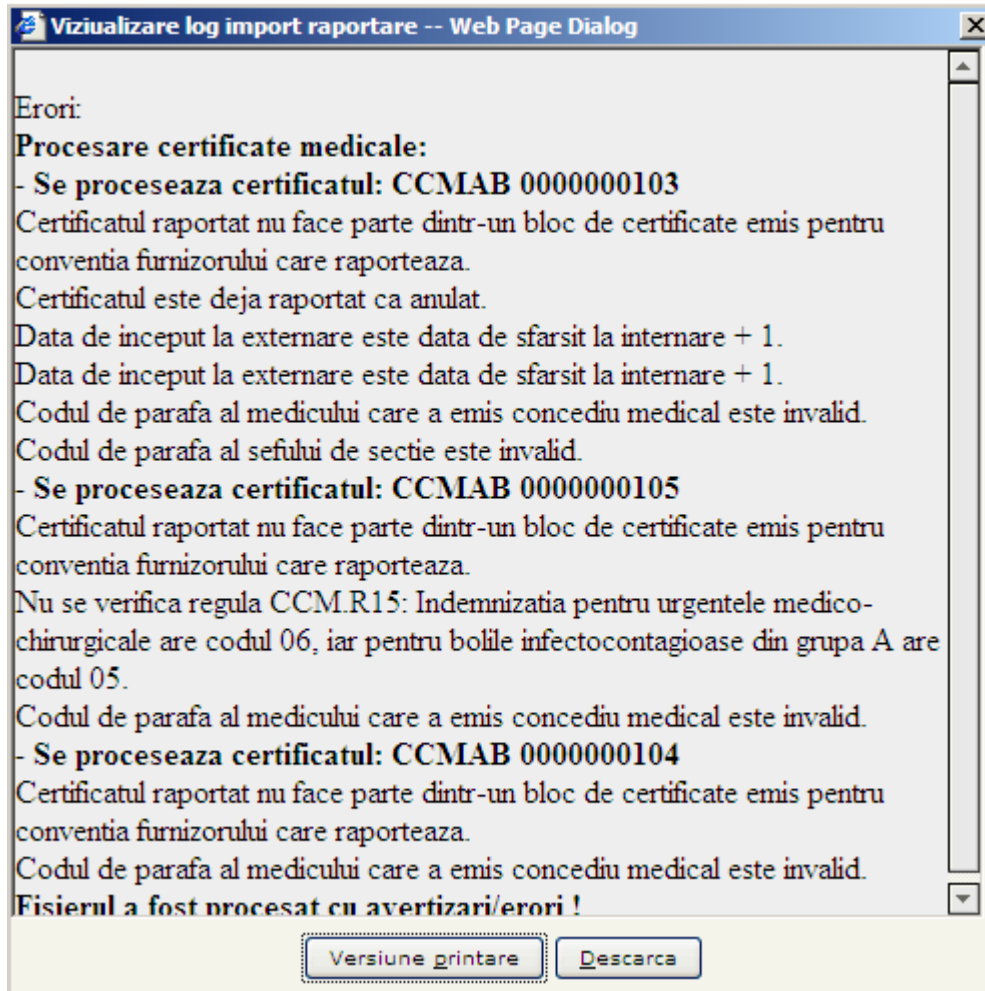 Viziualizare log import raportare -- Web Page Dialog
Erori:
Procesare certificate medicale:
- Se proceseaza certificatul: CCMAB 0000000103
Certificatul raportat nu face parte dintr-un bloc de certificate emis pentru
conventia furnizorului care raporteaza.
Certificatul este deja raportat ca anulat.
Data de inceput la externare este data de sfarsit la internare + 1.
Data de inceput la externare este data de sfarsit la internare + 1.
Codul de parafa al medicului care a emis concediu medical este invalid.
Codul de parafa al sefului de sectie este invalid.
- Se proceseaza certificatul: CCMAB 0000000105
Certificatul raportat nu face parte dintr-un bloc de certificate emis pentru
conventia furnizorului care raporteaza.
Nu se verifica regula CCM.R15: Indemnizatia pentru urgentele medico-
chirurgicale are codul 06, iar pentru bolile infectocontagioase din grupa A are
codul 05.
Codul de parafa al medicului care a emis concediu medical este invalid.
- Se proceseaza certificatul: CCMAB 0000000104
Certificatul raportat nu face parte dintr-un bloc de certificate emis pentru
conventia furnizorului care raporteaza.
Codul de parafa al medicului care a emis concediu medical este invalid.
Fisierul a fost procesat cu avertizari/erori !
Versiune printare
Descarca